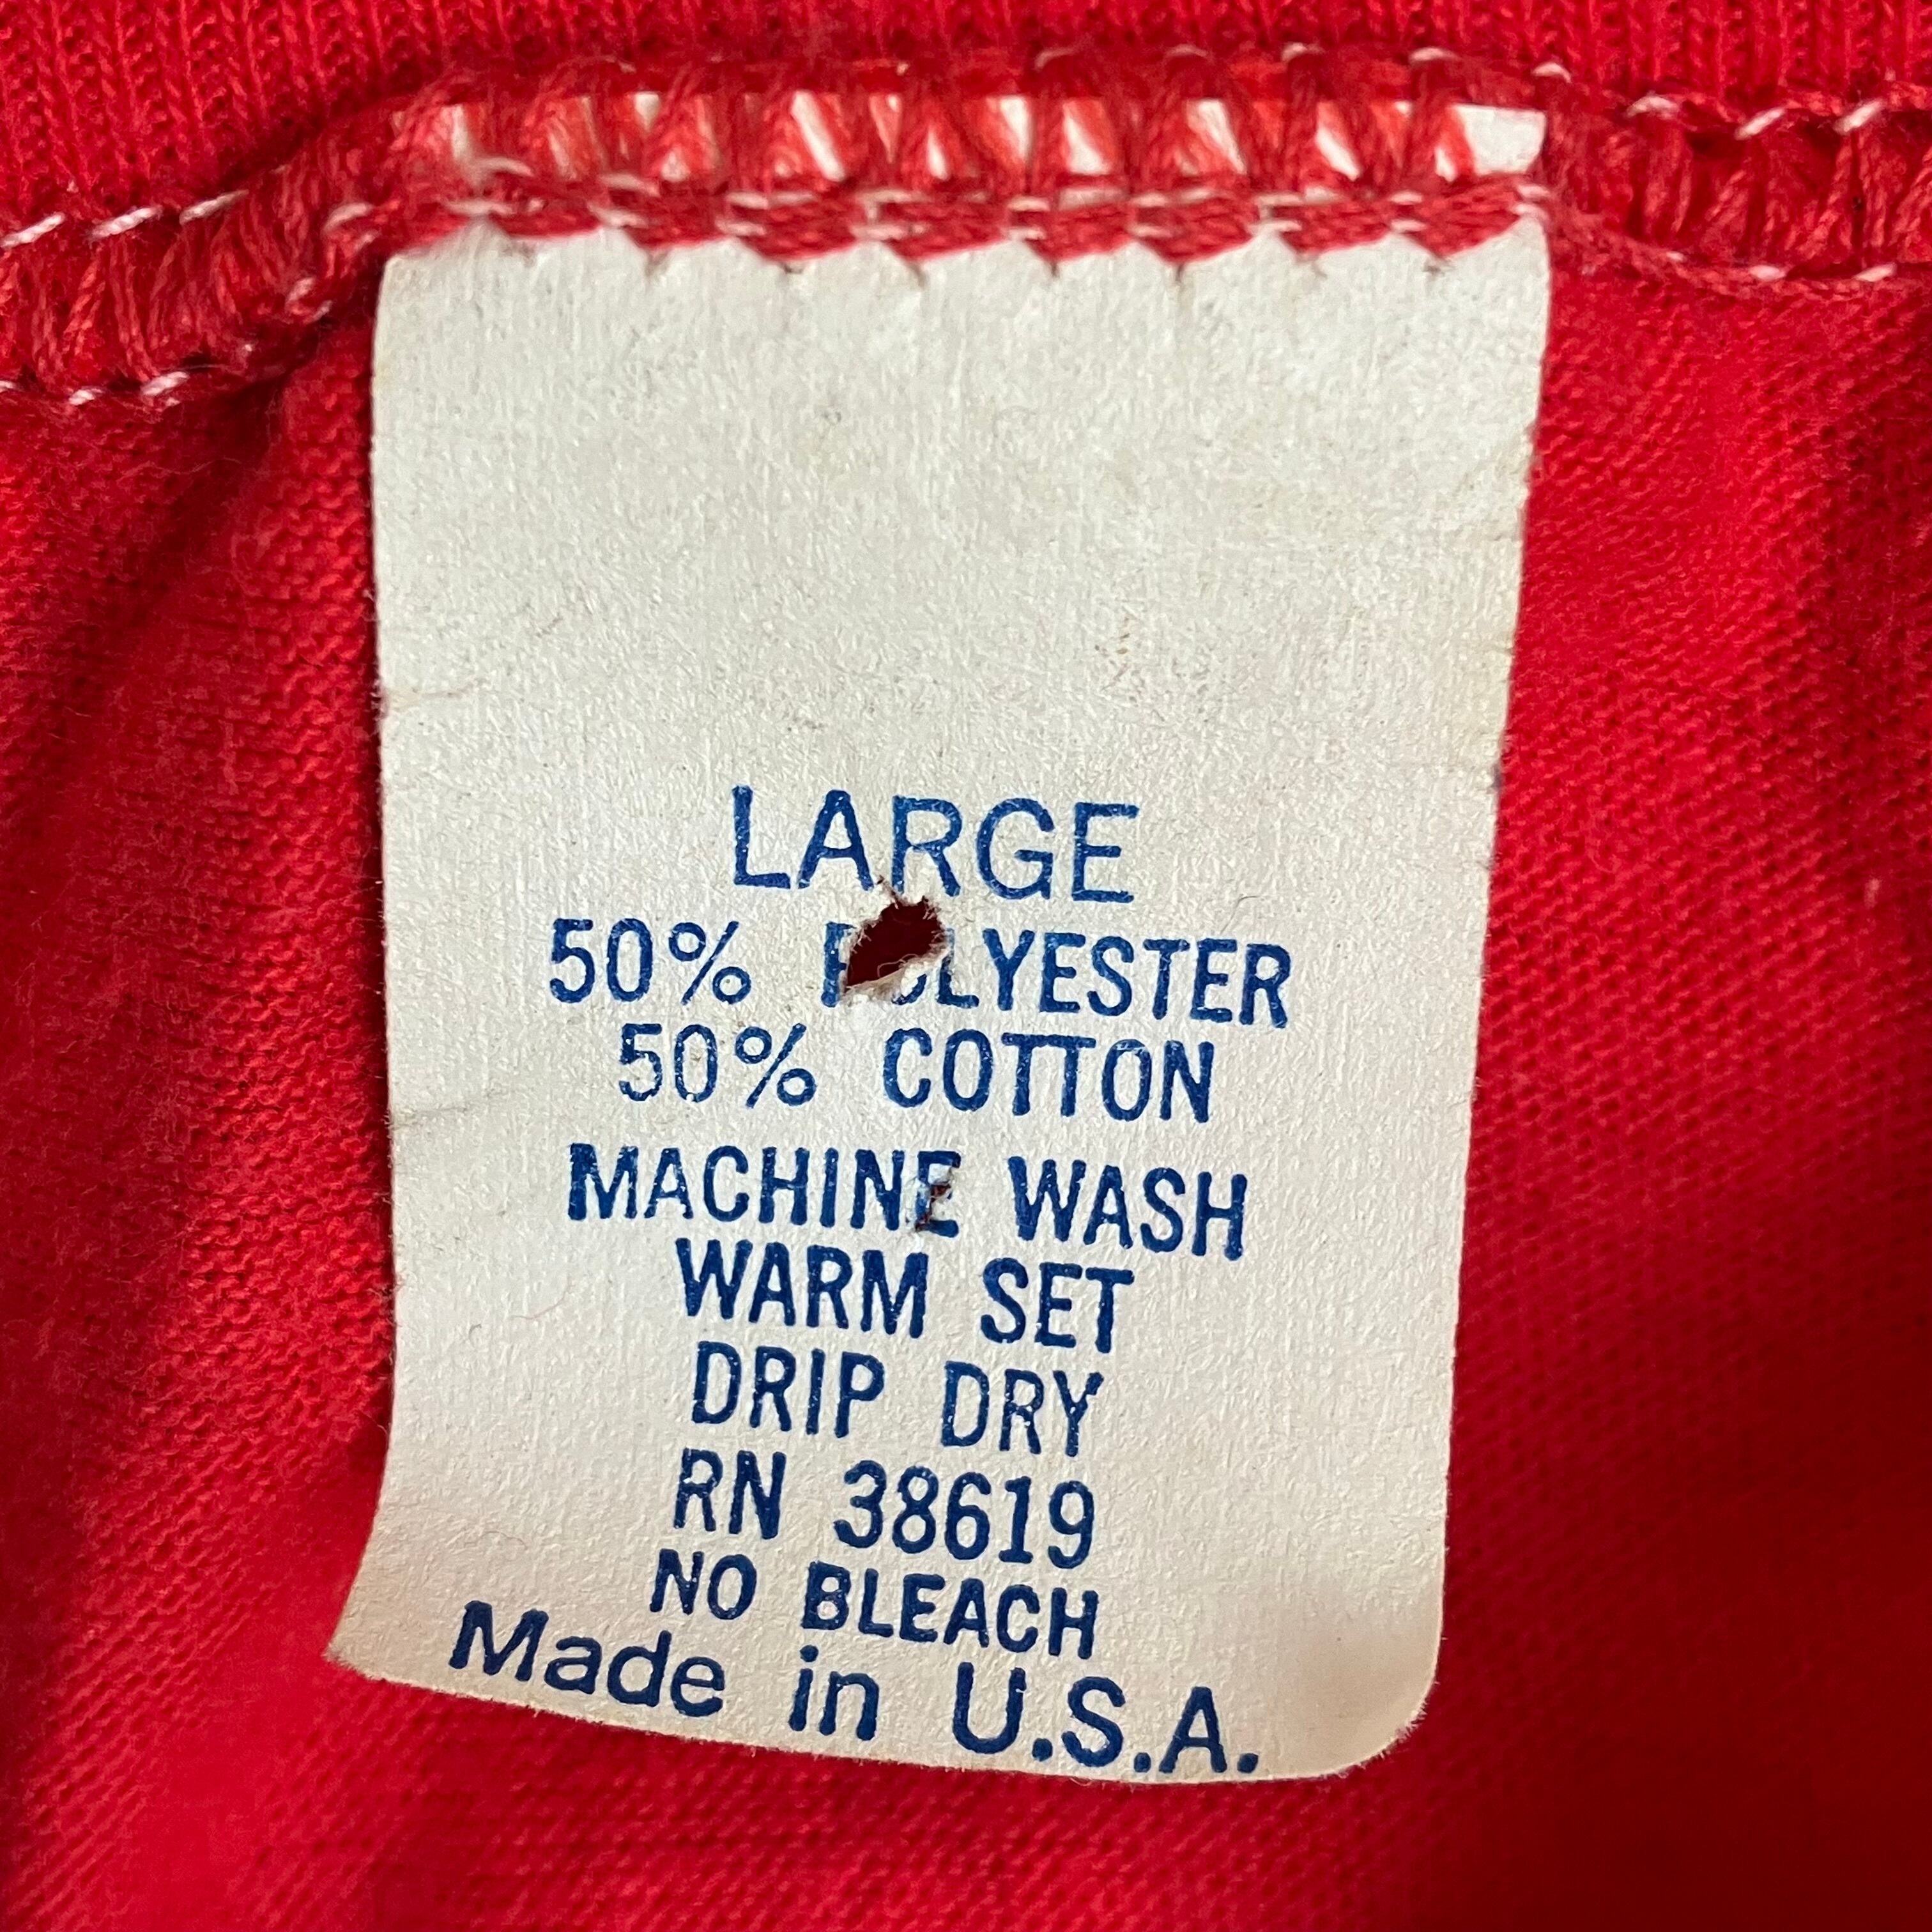 LARGE
50% POLYESTER
50% COTTON
MACHINE WASH
WARM SET
DRIP DRY
RN 38619
NO BLEACH
Made in U.S.A.